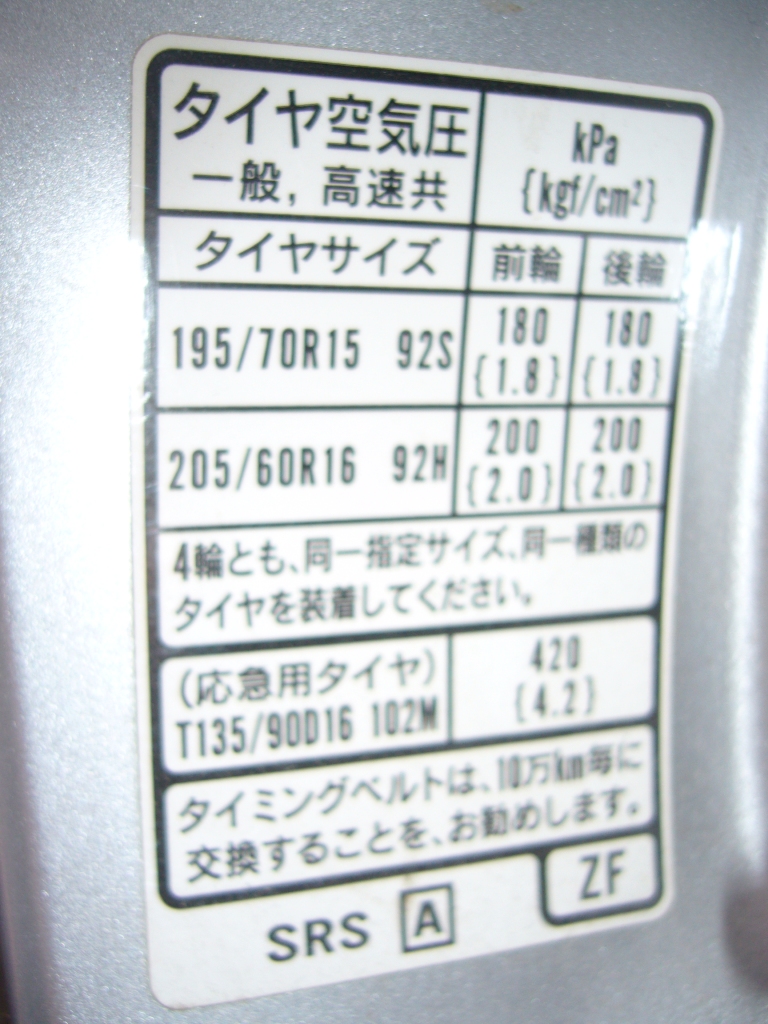 タイヤ空気圧
一般, 高速共
kPa
{kgf/cm²}
タイヤサイズ 前輪 後輪
195/70R15 92S 180 {1.8} 180 {1.8}
205/60R16 92H 200 {2.0} 200 {2.0}
4輪とも、同一指定サイズ、同一種類の
タイヤを装着してください。
(応急用タイヤ)
T135/90D16 102M
420
{4.2}
タイミングベルトは、10万km毎に
交換することを、お勧めします。
ZF
SRS A